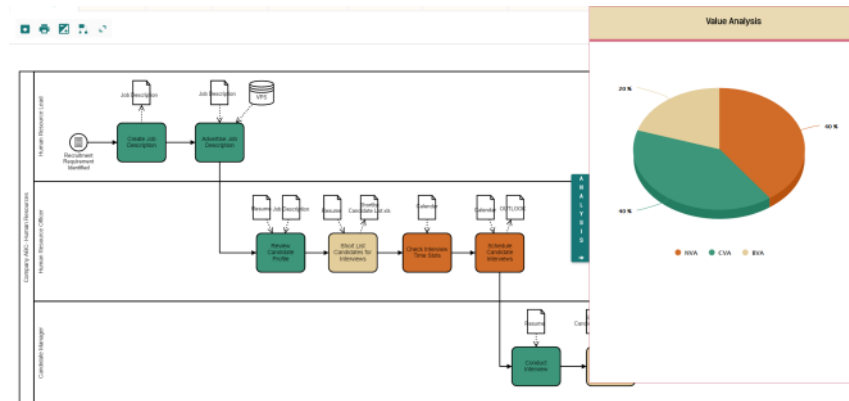 Value Analysis
20 %
40 %
40 %
NVA
CVA
BVA
ANALYSIS
Company ABC: Human Resources
Human Resource Lead
Job Description
Job Description
VPS
Create Job
Description
Advertise Job
Description
Recruitment
Requirement
Identified
Human Resource Officer
Resume
Job Description
Resume
Candidate List.xls
Calendar
Calendar
OUTLOOK
Review
Candidate
Profile
Short List
Candidates for
Interviews
Check Interview
Time Slots
Schedule
Candidate
Interviews
Candidate Manager
Resume
Conduct
Interview